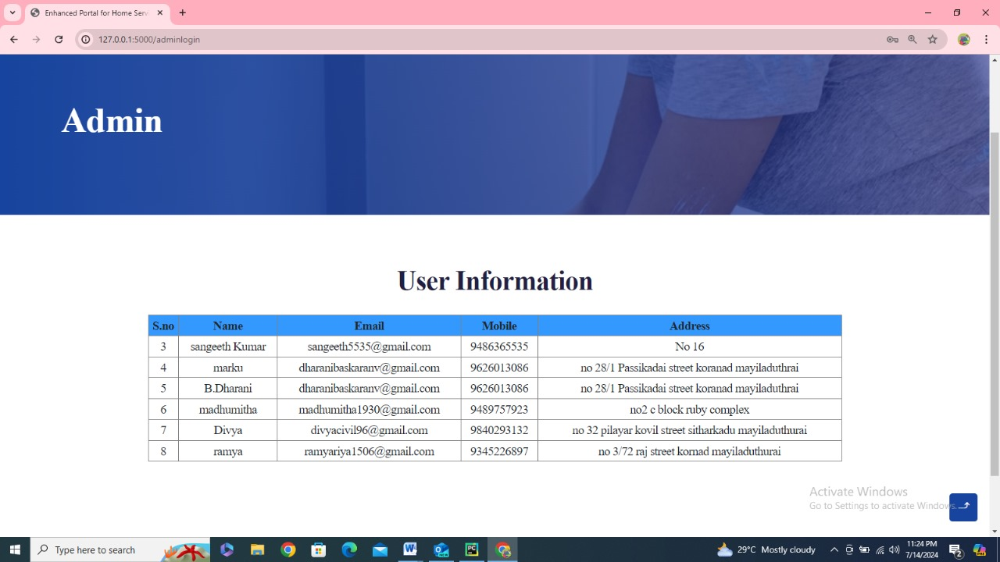 Enhanced Portal for Home Serv
127.0.0.1:5000/adminlogin
Admin
User Information
S.no Name Email Mobile Address
3 sangeeth Kumar sangeeth5535@gmail.com 9486365535 No 16
4 marku dharanibaskaranv@gmail.com 9626013086 no 28/1 Passikadai street koranad mayiladuthrai
5 B.Dharani dharanibaskaranv@gmail.com 9626013086 no 28/1 Passikadai street koranad mayiladuthrai
6 madhumitha madhumitha1930@gmail.com 9489757923 no2 c block ruby complex
7 Divya divyacivil96@gmail.com 9840293132 no 32 pilayar kovil street sitharkadu mayiladuthurai
8 ramya ramyariya1506@gmail.com 9345226897 no 3/72 raj street kornad mayiladuthurai
Activate Windows
Go to Settings to activate Windows.
Type here to search
29°C Mostly cloudy
11:24 PM
7/14/2024